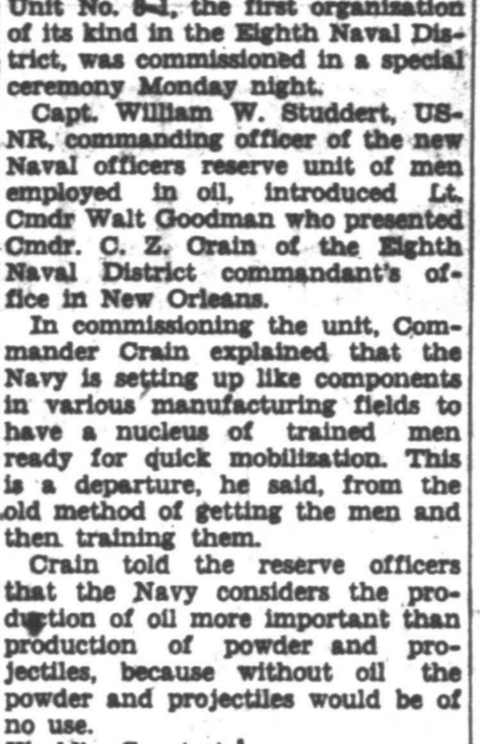 Unit No. 8-1, the first organization
of its kind in the Eighth Naval Dis-
trict, was commissioned in a special
ceremony Monday night.
Capt. William W. Studdert, US-
NR, commanding officer of the new
Naval officers reserve unit of men
employed in oil, introduced Lt.
Cmdr Walt Goodman who presented
Cmdr. C. Z. Crain of the Eighth
Naval District commandant's of-
fice in New Orleans.
In commissioning the unit, Com-
mander Crain explained that the
Navy is setting up like components
in various manufacturing fields to
have a nucleus of trained men
ready for quick mobilization. This
is a departure, he said, from the
old method of getting the men and
then training them.
Crain told the reserve officers
that the Navy considers the pro-
duction of oil more important than
production of powder and pro-
jectiles, because without oil the
powder and projectiles would be of
no use.